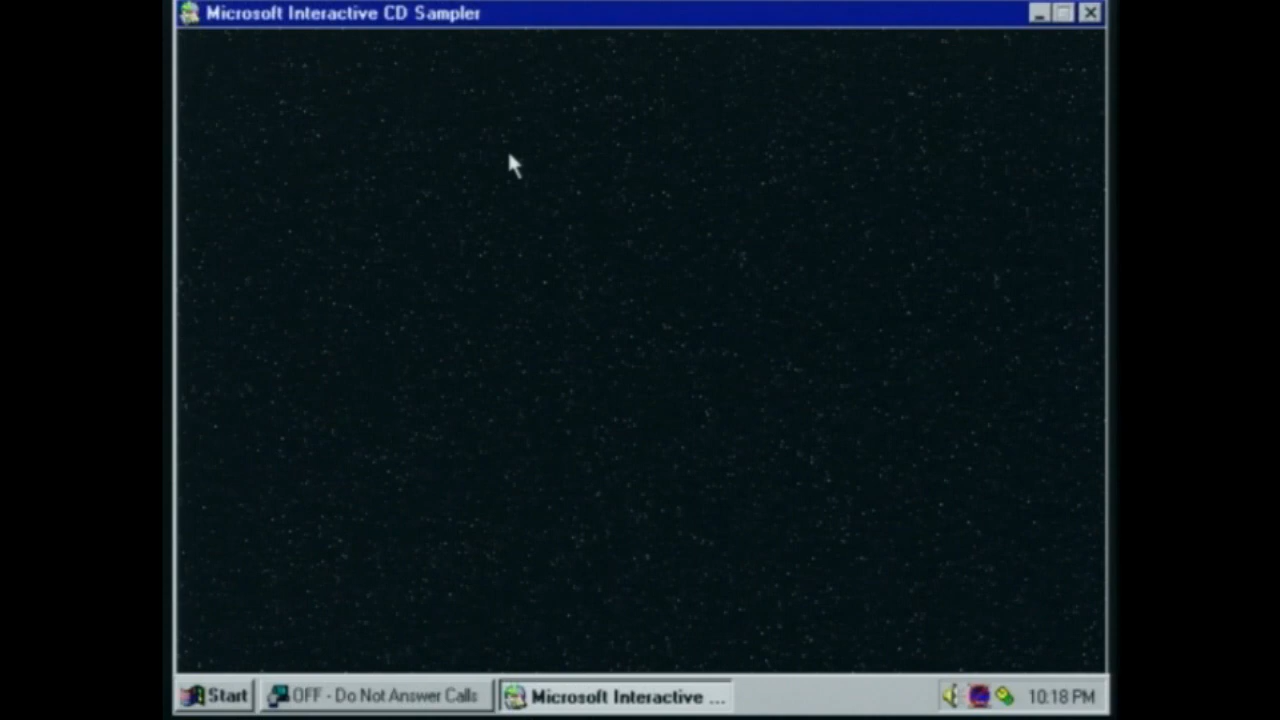 Microsoft Interactive CD Sampler
Start
OFF - Do Not Answer Calls
Microsoft Interactive ...
10:18 PM